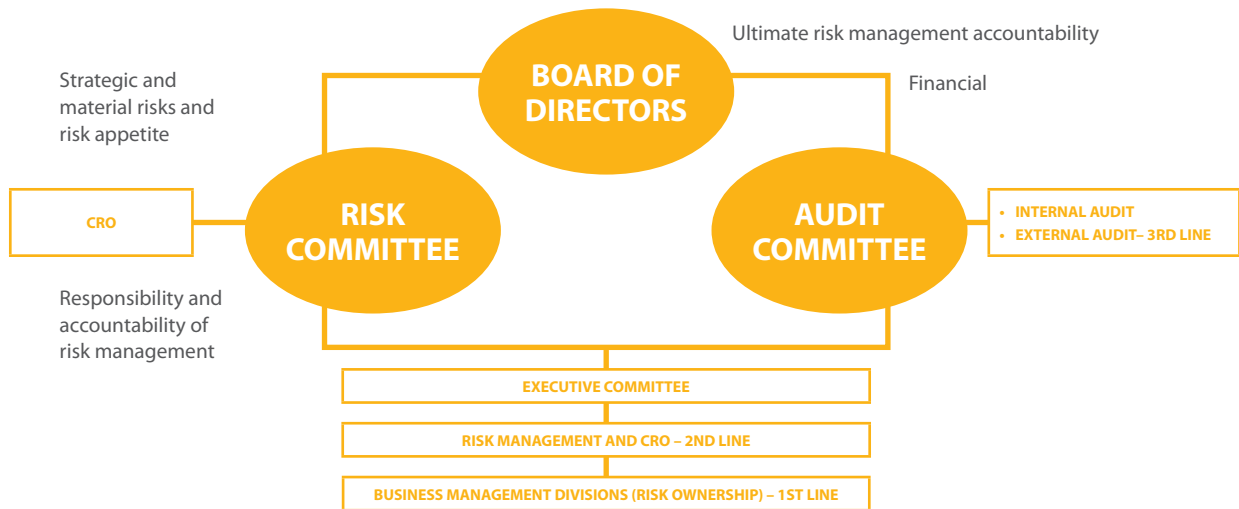 Ultimate risk management accountability
BOARD OF
DIRECTORS
Strategic and
material risks and
risk appetite
Financial
CRO
RISK
COMMITTEE
AUDIT
COMMITTEE
• INTERNAL AUDIT
• EXTERNAL AUDIT– 3RD LINE
Responsibility and
accountability of
risk management
EXECUTIVE COMMITTEE
RISK MANAGEMENT AND CRO – 2ND LINE
BUSINESS MANAGEMENT DIVISIONS (RISK OWNERSHIP) – 1ST LINE